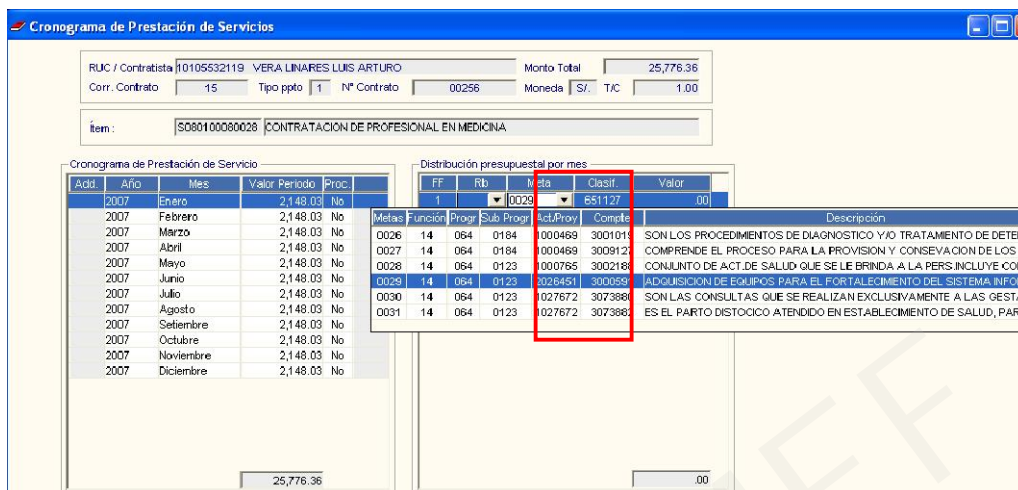 Cronograma de Prestación de Servicios
RUC / Contratista 10105532119 VERA LINARES LUIS ARTURO Monto Total 25,776.36
Corr. Contrato 15 Tipo ppto 1 Nº Contrato 00256 Moneda S/. T/C 1.00
Ítem : S080100080028 CONTRATACION DE PROFESIONAL EN MEDICINA
Cronograma de Prestación de Servicio
Add. Año Mes Valor Periodo Proc.
2007 Enero 2,148.03 No
2007 Febrero 2,148.03 No
2007 Marzo 2,148.03 No
2007 Abril 2,148.03 No
2007 Mayo 2,148.03 No
2007 Junio 2,148.03 No
2007 Julio 2,148.03 No
2007 Agosto 2,148.03 No
2007 Setiembre 2,148.03 No
2007 Octubre 2,148.03 No
2007 Noviembre 2,148.03 No
2007 Diciembre 2,148.03 No
25,776.36
Distribución presupuestal por mes
FF Rb Meta Clasif. Valor
1 0029 651127 .00
Metas Función Progr Sub Progr Act/Proy Compte Descripción
0026 14 064 0184 1000469 3001019 SON LOS PROCEDIMIENTOS DE DIAGNOSTICO Y/O TRATAMIENTO DE DETE
0027 14 064 0184 1000469 3009127 COMPRENDE EL PROCESO PARA LA PROVISION Y CONSEVACION DE LOS
0028 14 064 0123 1000765 3002188 CONJUNTO DE ACT.DE SALUD QUE SE LE BRINDA A LA PERS.INCLUYE CO
0029 14 064 0123 2026451 3000599 ADQUISICION DE EQUIPOS PARA EL FORTALECIMIENTO DEL SISTEMA INFO
0030 14 064 0123 1027672 3073880 SON LAS CONSULTAS QUE SE REALIZAN EXCLUSIVAMENTE A LAS GESTA
0031 14 064 0123 1027672 3073882 ES EL PARTO DISTOCICO ATENDIDO EN ESTABLECIMIENTO DE SALUD, PAR
.00